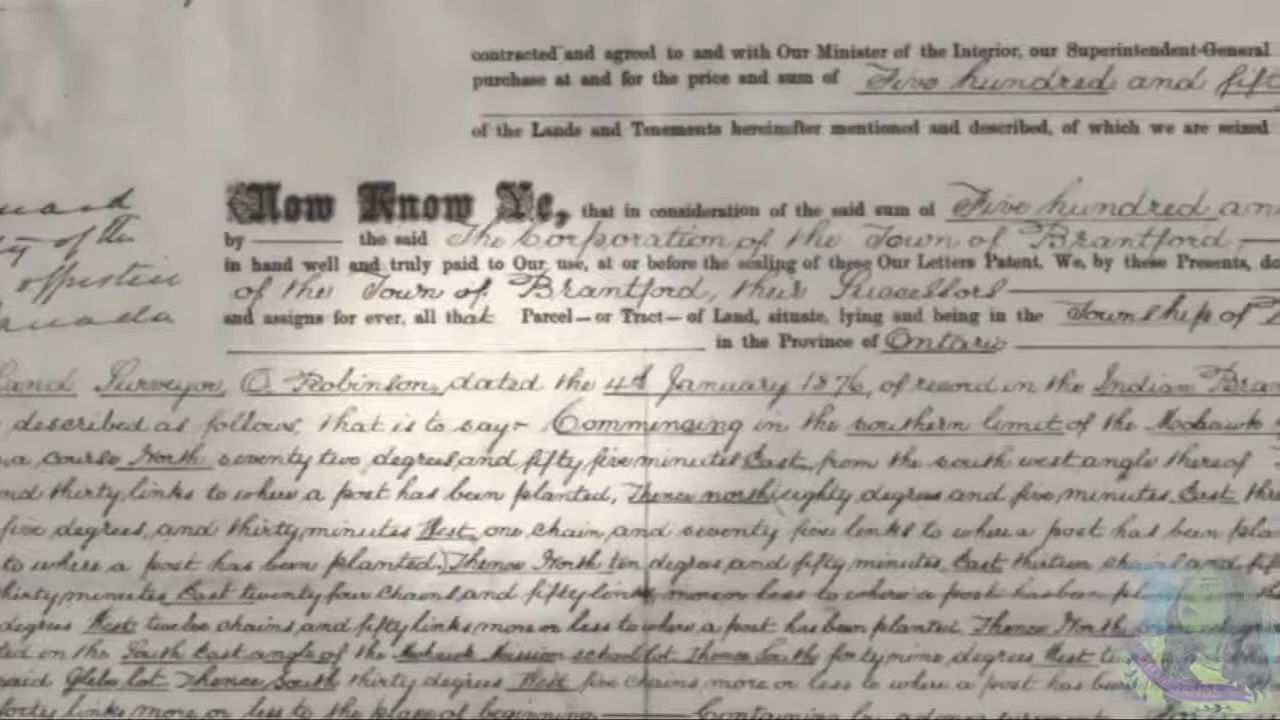 contracted and agreed to and with Our Minister of the Interior, our Superintendent-General
purchase at and for the price and sum of Five hundred and fift
of the Lands and Tenements hereinafter mentioned and described, of which we are seized
Now Know Ye, that in consideration of the said sum of Five hundred an
by the said The Corporation of the Town of Brantford
in hand well and truly paid to Our use, at or before the sealing of these Our Letters Patent, We, by these Presents, do
of the Town of Brantford, their Successors
and assigns for ever, all that Parcel—or Tract—of Land, situate, lying and being in the Township of
in the Province of Ontario
of the
Land Surveyor, O. Robinson, dated the 4th January 1876, of record in the Indian Bra
described as follows, that is to say- Commencing in the southern limit of the Mohawk
a course North seventy two degrees and fifty five minutes East from the south west angle thereof
nd thirty links to where a post has been planted, Thence north eighty degrees and five minutes East
five degrees, and thirty minutes West one chain and seventy five links to where a post has been pla
to where a post has been planted, Thence North ten degrees and fifty minutes East thirteen chains and fif
thirty minutes East twenty four chains and fifty links more or less to where a post has been
degrees West twelve chains and fifty links more or less to where a post has been planted, Thence North
ted on the South East angle of the Mohawk Mission school lot Thence South forty nine degrees West
said Glebe lot Thence South thirty degrees West five chains more or less to where a post has
forty links more or less to the place of beginning. Containing by admeasurement